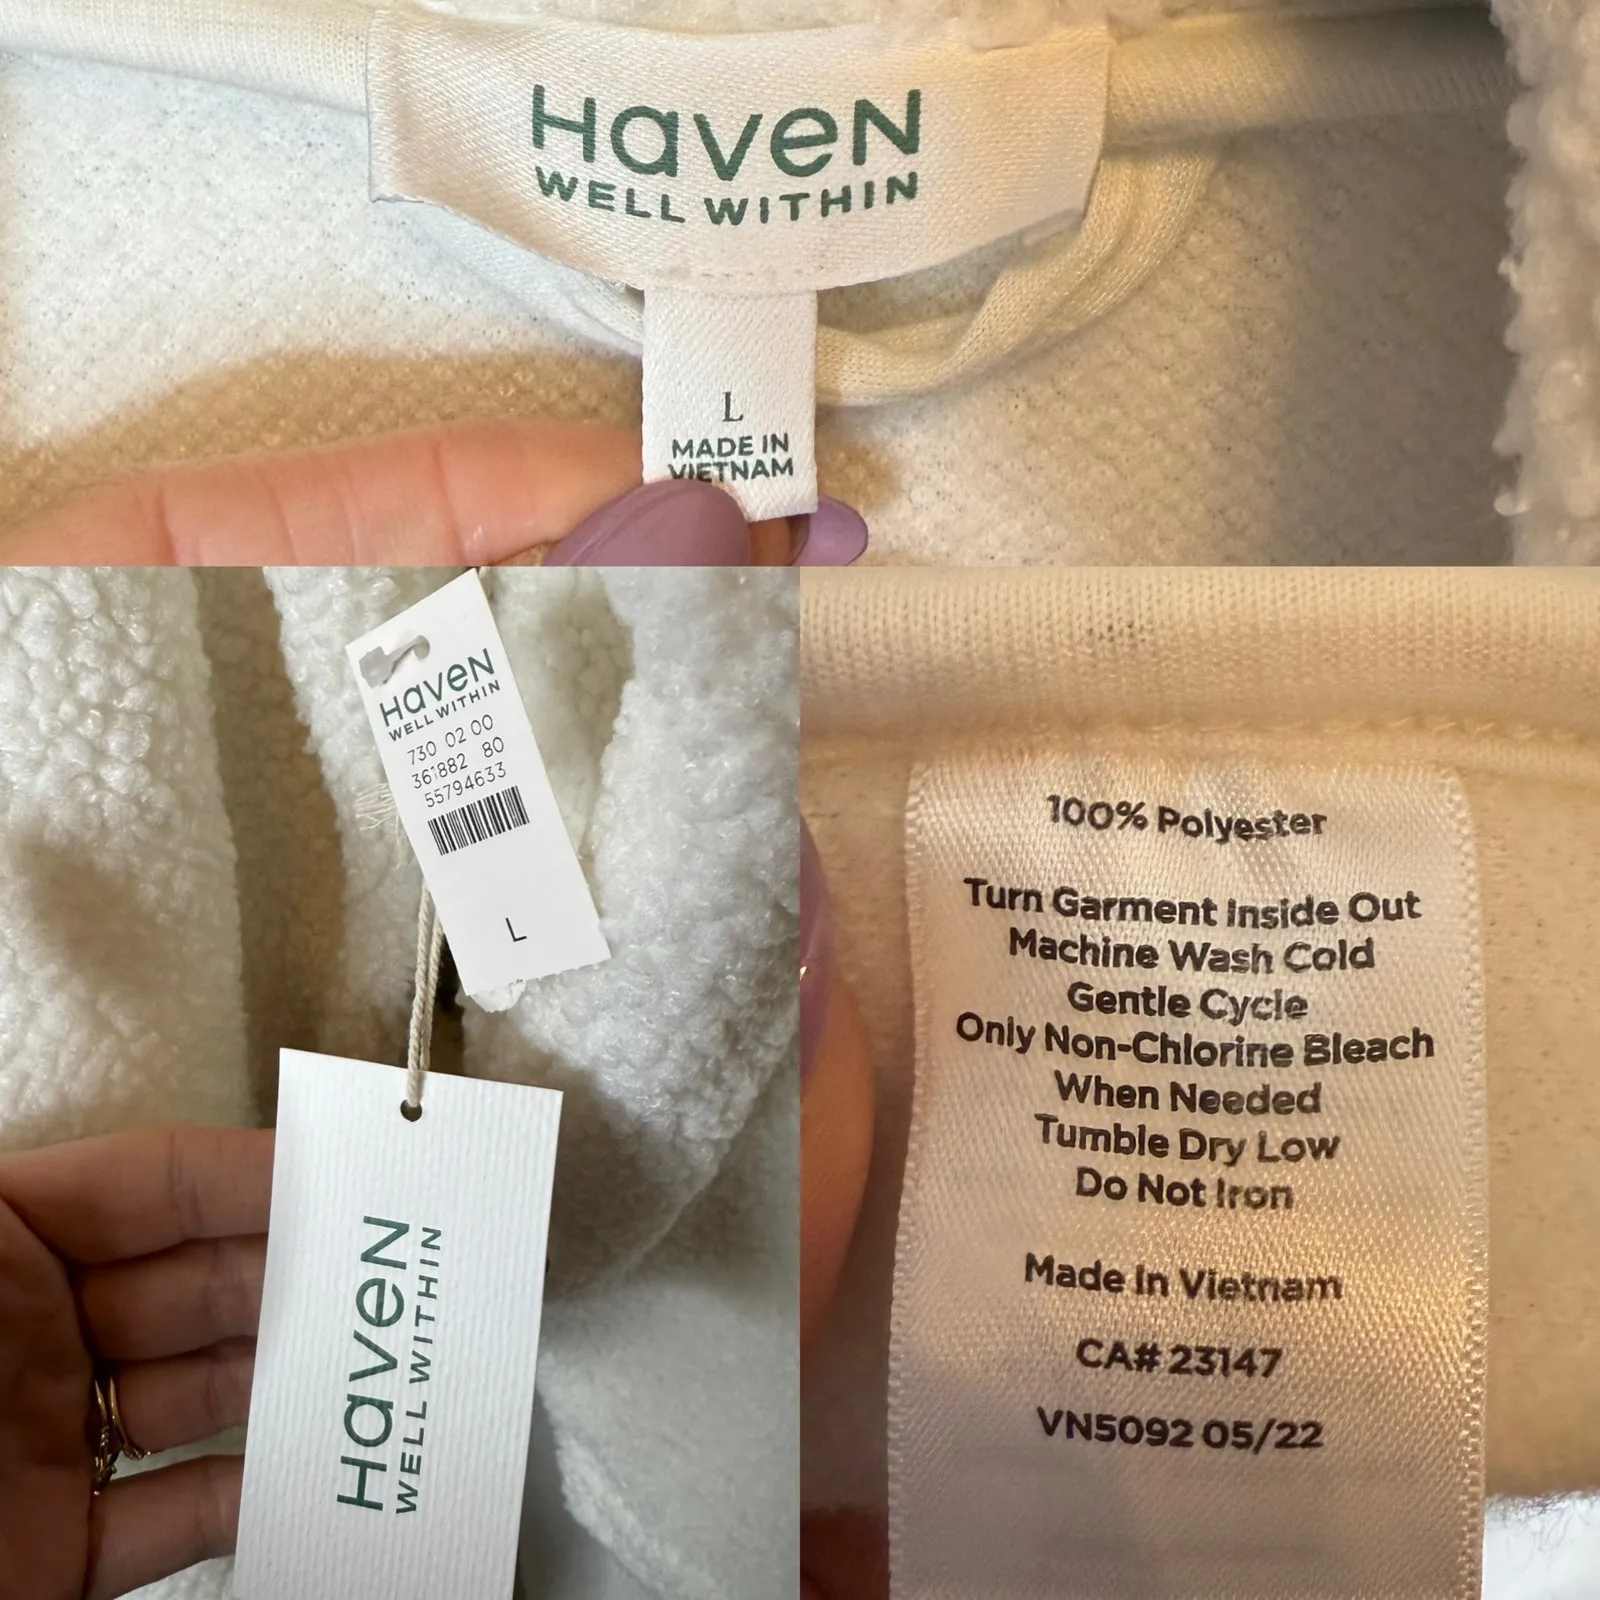 HaveN
WELL WITHIN
L
MADE IN
VIETNAM
HaveN
WELL WITHIN
730 02 00
361882 80
55794633
L
HaveN
WELL WITHIN
100% Polyester
Turn Garment Inside Out
Machine Wash Cold
Gentle Cycle
Only Non-Chlorine Bleach
When Needed
Tumble Dry Low
Do Not Iron
Made In Vietnam
CA# 23147
VN5092 05/22